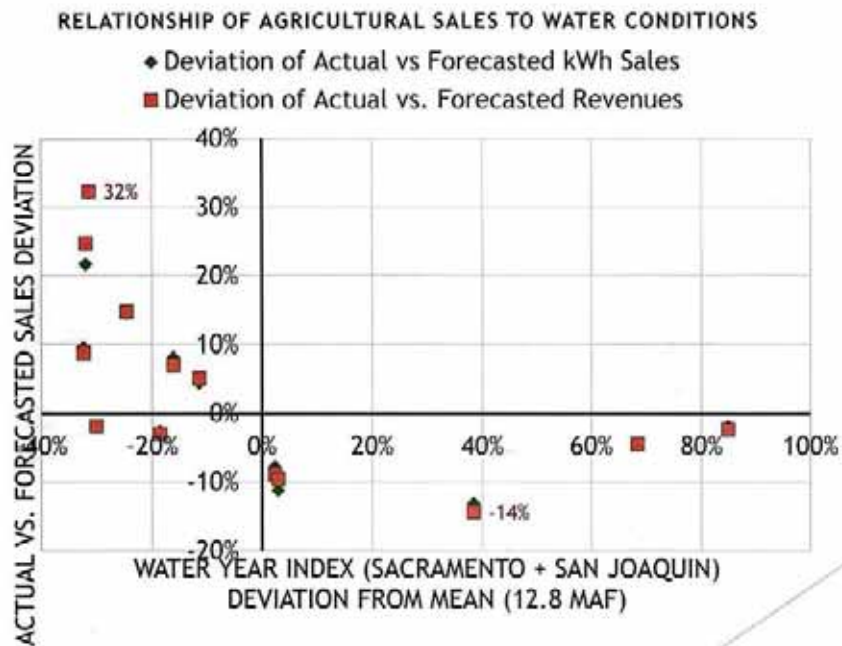 RELATIONSHIP OF AGRICULTURAL SALES TO WATER CONDITIONS
Deviation of Actual vs Forecasted kWh Sales
Deviation of Actual vs. Forecasted Revenues
ACTUAL VS. FORECASTED SALES DEVIATION
40%
32%
30%
20%
10%
0%
40% -20% 0% 20% 40% 60% 80% 100%
-10%
-14%
-20%
WATER YEAR INDEX (SACRAMENTO + SAN JOAQUIN)
DEVIATION FROM MEAN (12.8 MAF)